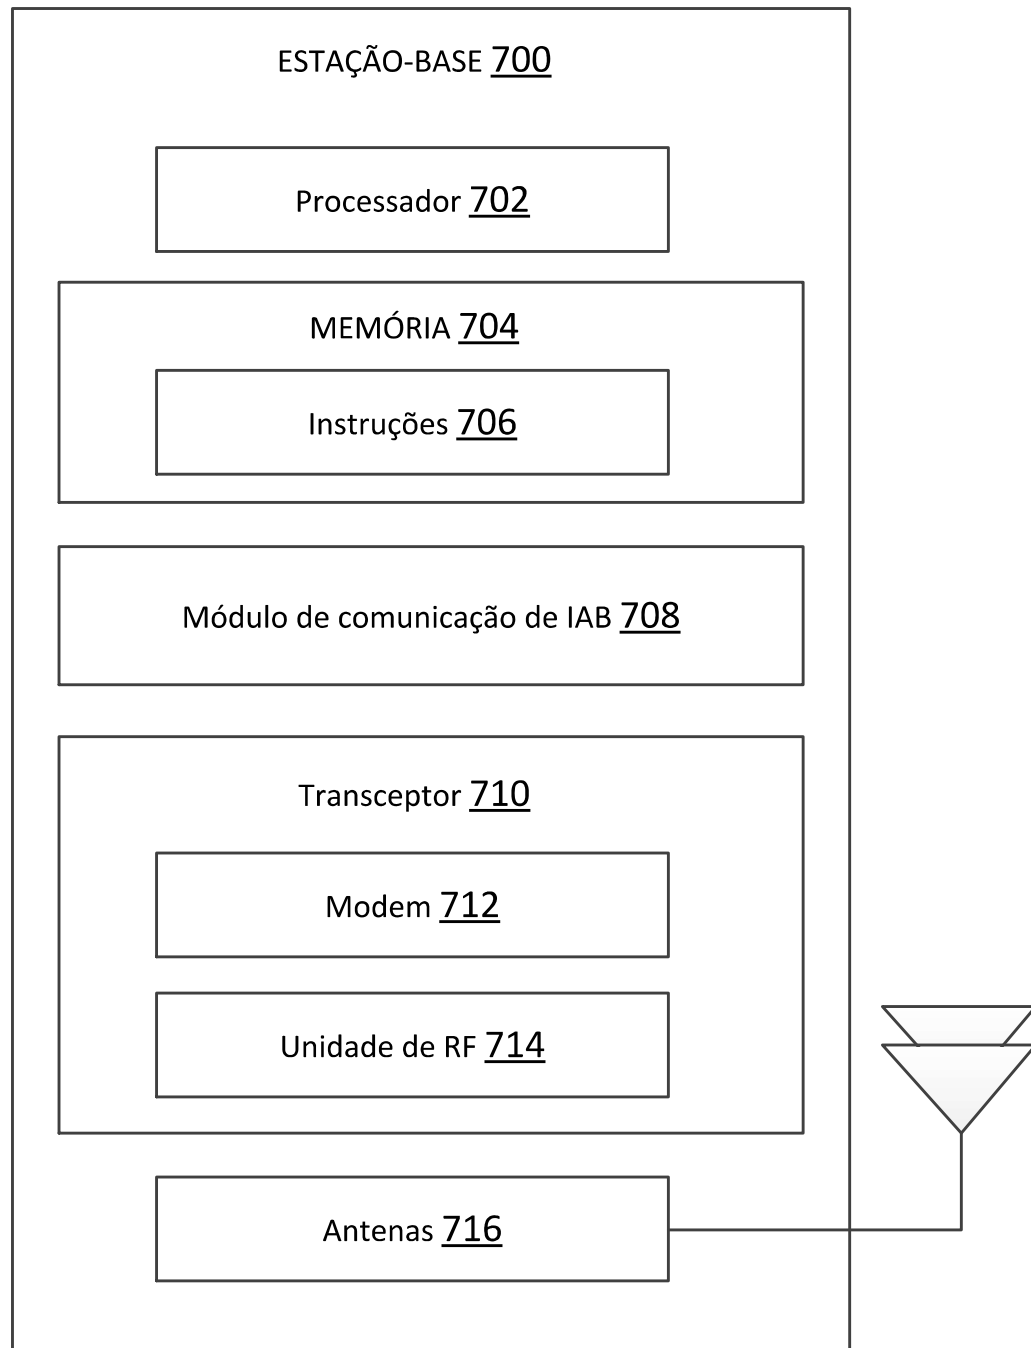 ESTAÇÃO-BASE 700
Processador 702
MEMÓRIA 704
Instruções 706
Módulo de comunicação de IAB 708
Transceptor 710
Modem 712
Unidade de RF 714
Antenas 716